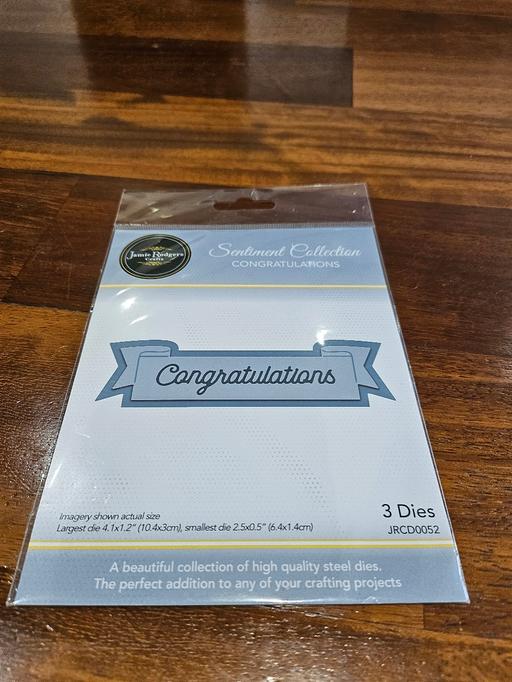 Jamie Rodgers
Crafts
Sentiment Collection
CONGRATULATIONS
Congratulations
Imagery shown actual size
Largest die 4.1x1.2" (10.4x3cm), smallest die 2.5x0.5" (6.4x1.4cm)
3 Dies
JRCD0052
A beautiful collection of high quality steel dies.
The perfect addition to any of your crafting projects